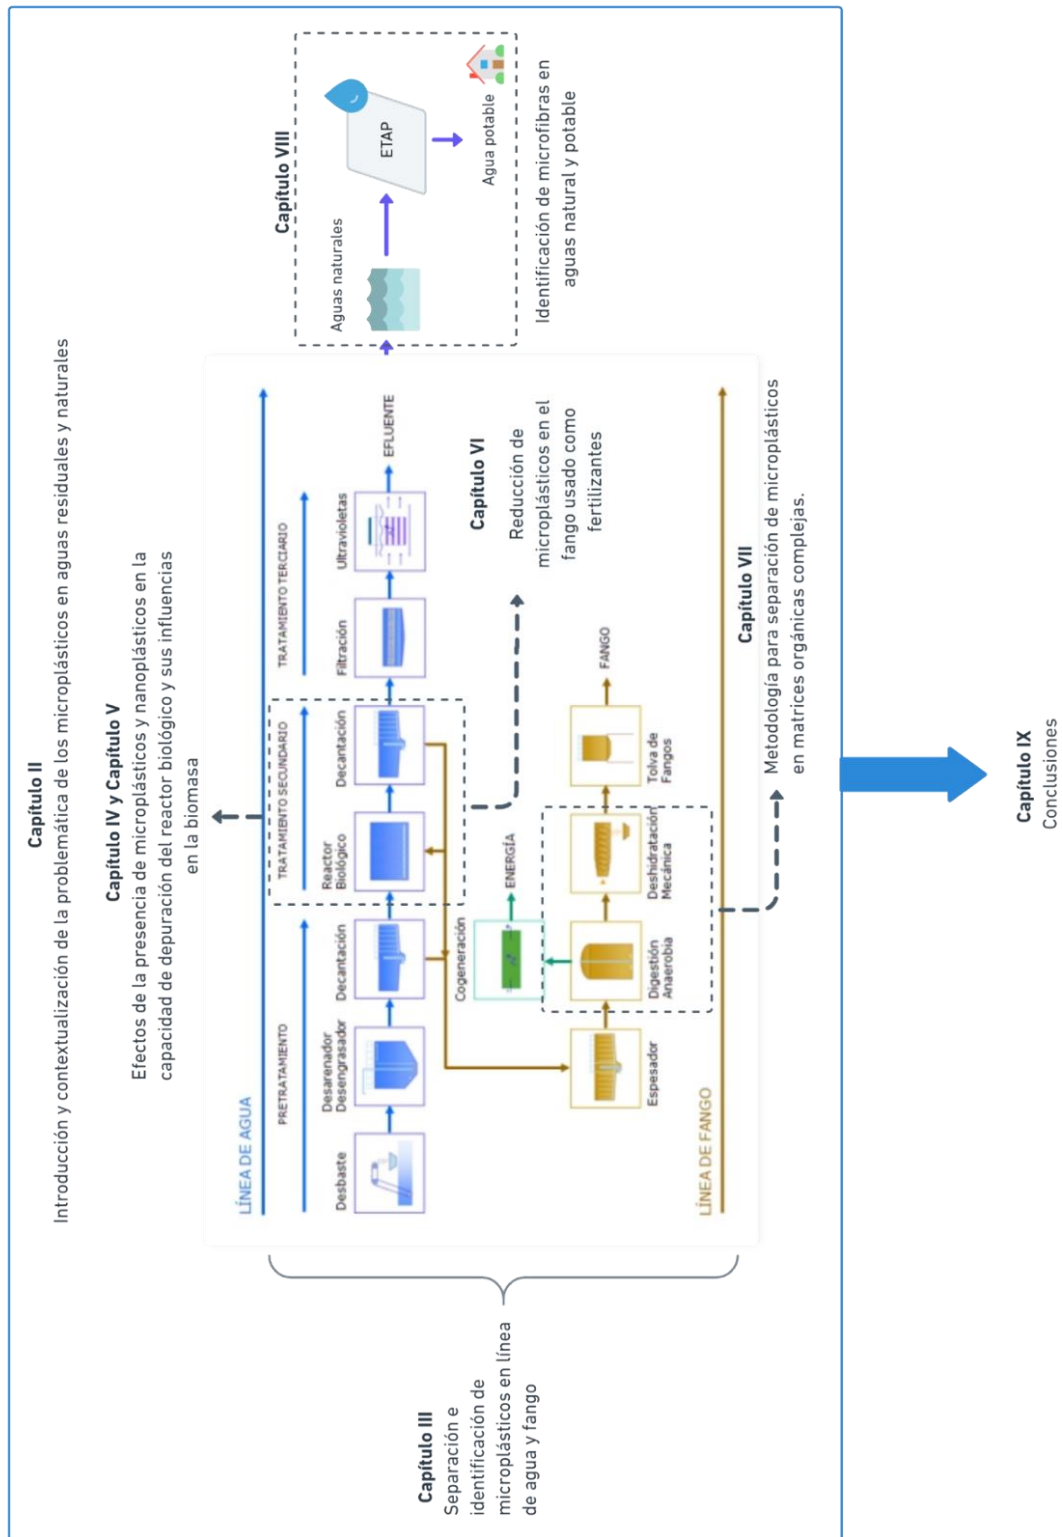 Capítulo II
Introducción y contextualización de la problemática de los microplásticos en aguas residuales y naturales
Capítulo IV y Capítulo V
Efectos de la presencia de microplásticos y nanoplásticos en la
capacidad de depuración del reactor biológico y sus influencias
en la biomasa
Capítulo III
Separación e
identificación de
microplásticos en línea
de agua y fango
LÍNEA DE AGUA
PRETRATAMIENTO
TRATAMIENTO SECUNDARIO
TRATAMIENTO TERCIARIO
Desbaste
Desarenador
Desengrasador
Decantación
Reactor
Biológico
Decantación
Filtración
Ultravioletas
EFLUENTE
Cogeneración
ENERGÍA
Espesador
Digestión
Anaerobia
Deshidratación
Mecánica
Tolva de
Fangos
FANGO
LÍNEA DE FANGO
Capítulo VI
Reducción de
microplásticos en el
fango usado como
fertilizantes
Capítulo VII
Metodología para separación de microplásticos
en matrices orgánicas complejas.
Capítulo VIII
Aguas naturales
ETAP
Agua potable
Identificación de microfibras en
aguas natural y potable
Capítulo IX
Conclusiones